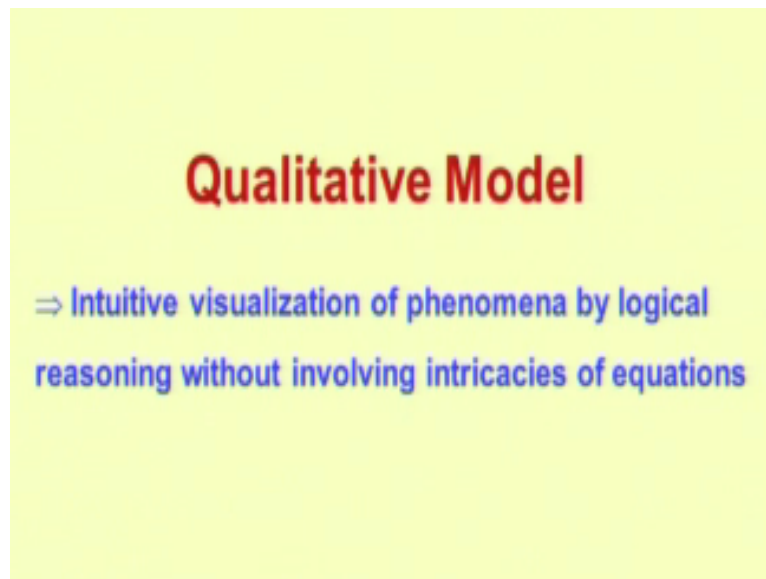 Qualitative Model
⇒ Intuitive visualization of phenomena by logical
reasoning without involving intricacies of equations